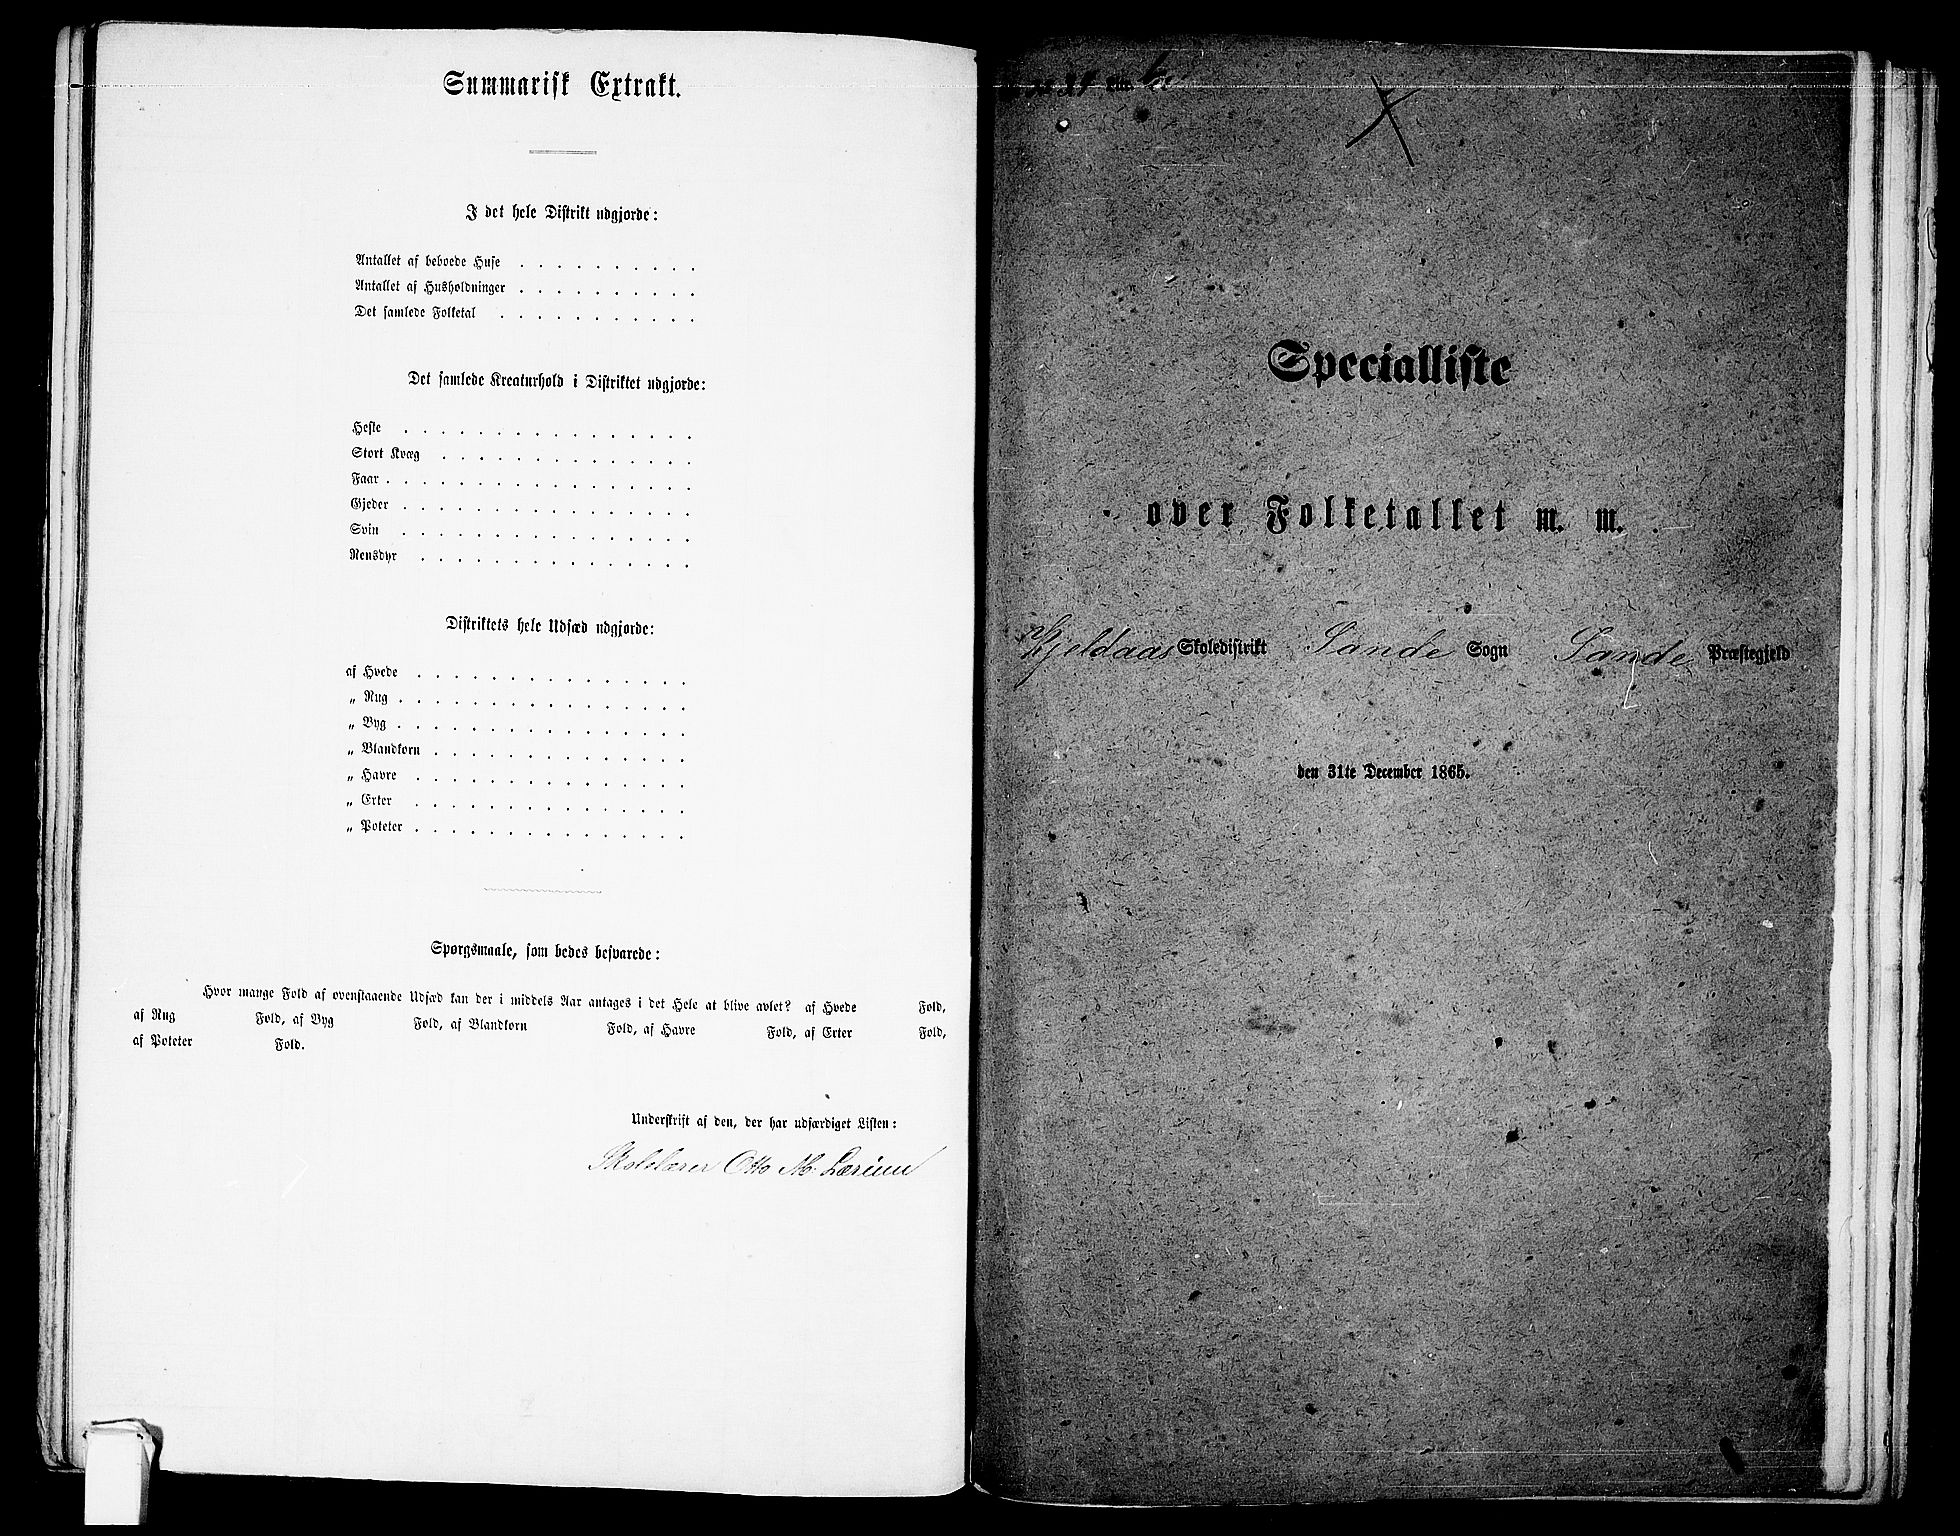 Summarisk Extrakt.
I det hele Distrikt udgjorde:
Antallet af beboede Huse . . . . . . . . . .
Antallet af Husholdninger . . . . . . . . . .
Det samlede Folketal . . . . . . . . . . .
Det samlede Kreaturhold i Distriktet udgjorde:
Heste . . . . . . . . . . . . . . . .
Stort Kvæg . . . . . . . . . . . . . .
Faar . . . . . . . . . . . . . . . . .
Gjeder . . . . . . . . . . . . . . . .
Svin . . . . . . . . . . . . . . . .
Rensdyr . . . . . . . . . . . . . . .
Distriktets hele Udsæd udgjorde:
af Hvede . . . . . . . . . . . . . . .
„ Rug . . . . . . . . . . . . . . . .
„ Byg . . . . . . . . . . . . . . . .
„ Blandkorn . . . . . . . . . . . . . .
„ Havre . . . . . . . . . . . . . . .
„ Erter . . . . . . . . . . . . . . .
„ Poteter . . . . . . . . . . . . . . .
Spørgsmaale, som bedes besvarede:
Hvor mange Fold af ovenstaaende Udsæd kan der i middels Aar antages i det Hele at blive avlet? af Hvede Fold,
af Rug Fold, af Byg Fold, af Blandkorn Fold, af Havre Fold, af Erter Fold,
af Poteter Fold.
Underskrift af den, der har udfærdiget Listen:
Skolelærer Otto M.
Specialliste
over Folketallet m. m.
Kjeldaas Skoledistrikt Sande Sogn Sande Præstegjeld
den 31te December 1865.